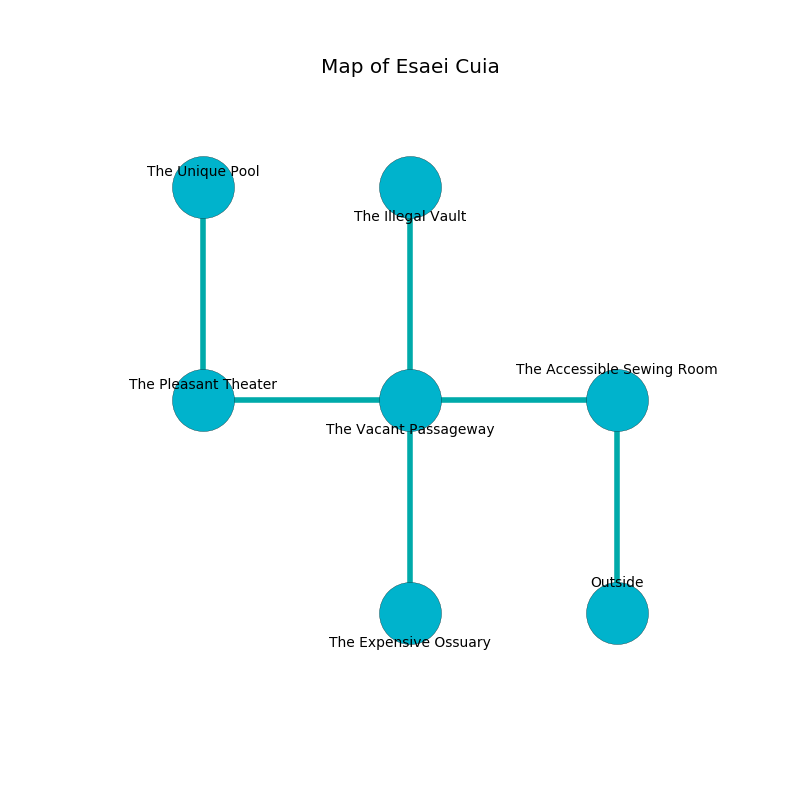 Map of Esaei Cuia
The Unique Pool
The Illegal Vault
The Accessible Sewing Room
The Pleasant Theater
The Vacant Passageway
Outside
The Expensive Ossuary